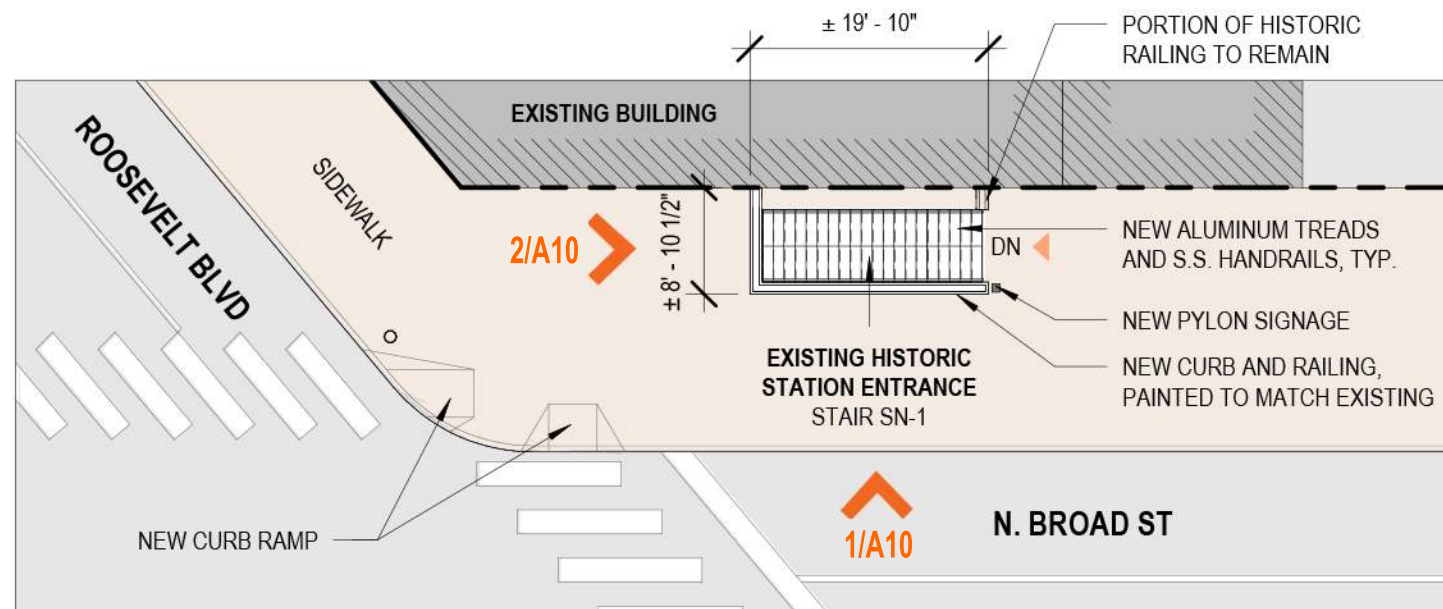 ± 19' - 10"
PORTION OF HISTORIC
RAILING TO REMAIN
EXISTING BUILDING
ROOSEVELT BLVD
SIDEWALK
2/A10
± 8' - 10 1/2"
DN
NEW ALUMINUM TREADS
AND S.S. HANDRAILS, TYP.
NEW PYLON SIGNAGE
EXISTING HISTORIC
STATION ENTRANCE
STAIR SN-1
NEW CURB AND RAILING,
PAINTED TO MATCH EXISTING
NEW CURB RAMP
1/A10
N. BROAD ST